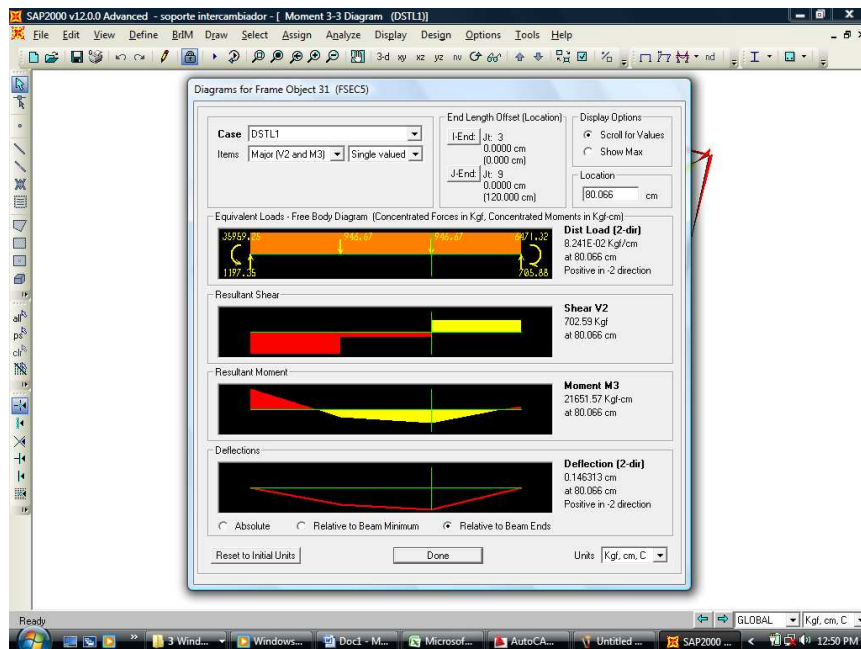 SAP2000 v12.0.0 Advanced - soporte intercambiador - [ Moment 3-3 Diagram (DSTL1)]
File Edit View Define BrIM Draw Select Assign Analyze Display Design Options Tools Help
3-d xy xz yz nv nd
Diagrams for Frame Object 31 (FSEC5)
Case DSTL1
Items Major (V2 and M3) Single valued
End Length Offset (Location)
I-End: Jt: 3
0.0000 cm
(0.000 cm)
J-End: Jt: 9
0.0000 cm
(120.000 cm)
Display Options
Scroll for Values
Show Max
Location
80.066 cm
Equivalent Loads - Free Body Diagram (Concentrated Forces in Kgf, Concentrated Moments in Kgf-cm)
35959.25 946.67 946.67 6471.32
1197.35 705.88
Dist Load (2-dir)
8.241E-02 Kgf/cm
at 80.066 cm
Positive in -2 direction
Resultant Shear
Shear V2
702.59 Kgf
at 80.066 cm
Resultant Moment
Moment M3
21651.57 Kgf-cm
at 80.066 cm
Deflections
Deflection (2-dir)
0.146313 cm
at 80.066 cm
Positive in -2 direction
Absolute Relative to Beam Minimum Relative to Beam Ends
Reset to Initial Units Done Units Kgf, cm, C
all
ps
clr
Ready GLOBAL Kgf, cm, C
3 Wind... Windows... Doc1 - M... Microsof... AutoCA... Untitled ... SAP2000 ... 12:50 PM